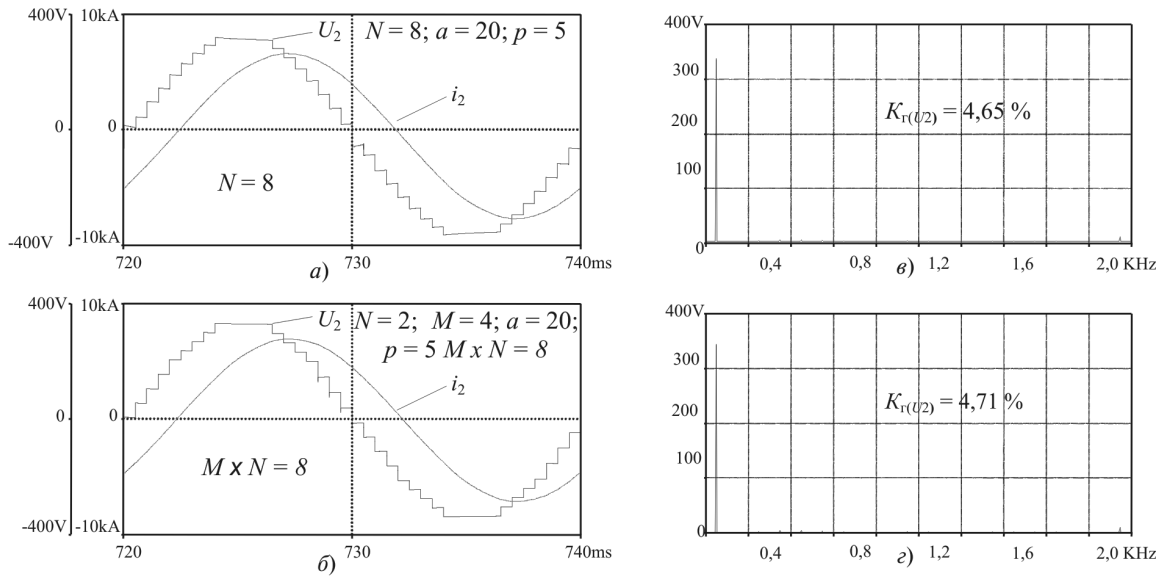 400V 10kA
U2 N = 8; a = 20; p = 5
i2
0 0
N = 8
-400V -10kA
720 730 740ms
а)
400V
300
Kг(U2) = 4,65 %
200
100
0
0,4 0,8 1,2 1,6 2,0 KHz
в)
400V 10kA
U2 N = 2; M = 4; a = 20;
p = 5 M x N = 8
i2
0 0
M x N = 8
-400V -10kA
720 730 740ms
б)
400V
300
Kг(U2) = 4,71 %
200
100
0
0,4 0,8 1,2 1,6 2,0 KHz
г)